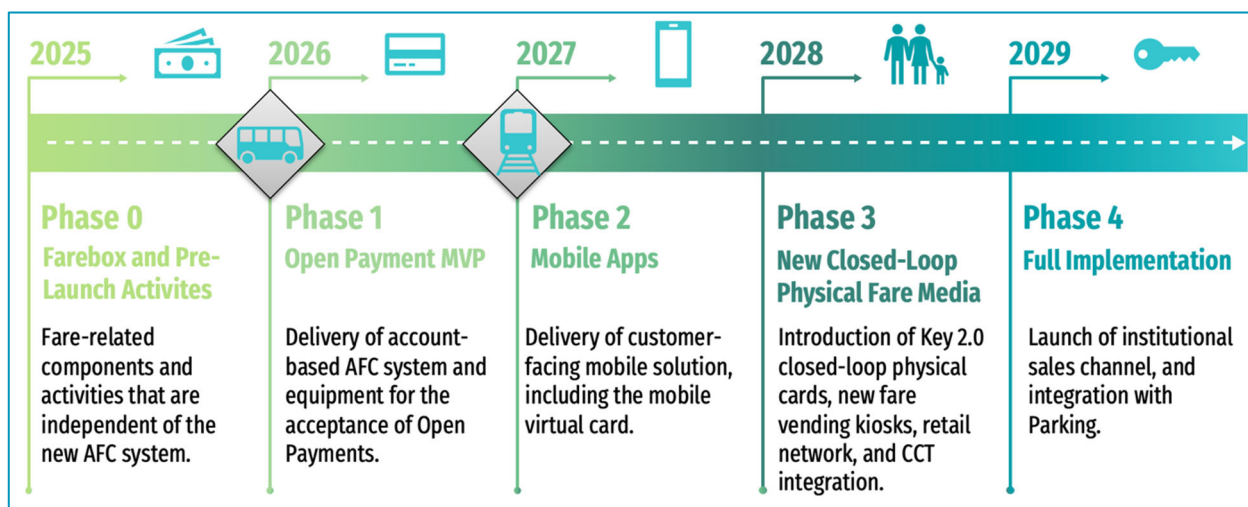 2025
2026
2027
2028
2029
Phase 0
Farebox and Pre-
Launch Activites
Fare-related
components and
activities that are
independent of the
new AFC system.
Phase 1
Open Payment MVP
Delivery of account-
based AFC system and
equipment for the
acceptance of Open
Payments.
Phase 2
Mobile Apps
Delivery of customer-
facing mobile solution,
including the mobile
virtual card.
Phase 3
New Closed-Loop
Physical Fare Media
Introduction of Key 2.0
closed-loop physical
cards, new fare
vending kiosks, retail
network, and CCT
integration.
Phase 4
Full Implementation
Launch of institutional
sales channel, and
integration with
Parking.